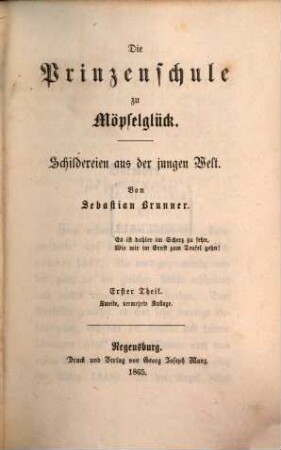 Die
Prinzenschule
zu
Möpselglück.
Schildereien aus der jungen Welt.
Von
Sebastian Brunner.
Es ist dahier im Scherz zu sehn,
Wie wir im Ernst zum Teufel gehn!
Erster Theil.
Zweite, vermehrte Auflage.
Regensburg.
Druck und Verlag von Georg Joseph Manz.
1865.